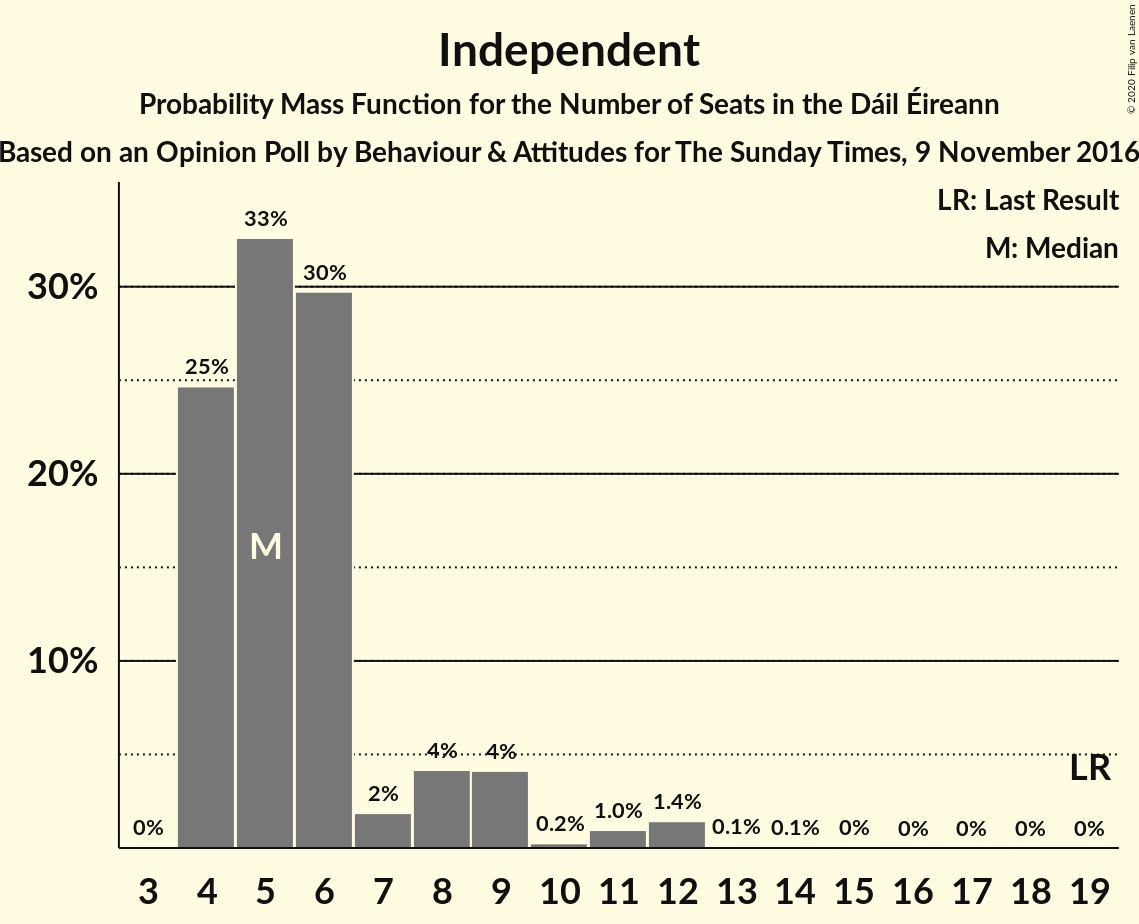 Independent
Probability Mass Function for the Number of Seats in the Dáil Éireann
Based on an Opinion Poll by Behaviour & Attitudes for The Sunday Times, 9 November 2016
© 2020 Filip van Laenen
LR: Last Result
M: Median
30%
20%
10%
0%
25%
33%
30%
2%
4%
4%
0.2%
1.0%
1.4%
0.1%
0.1%
0%
0%
0%
0%
0%
M
LR
3 4 5 6 7 8 9 10 11 12 13 14 15 16 17 18 19